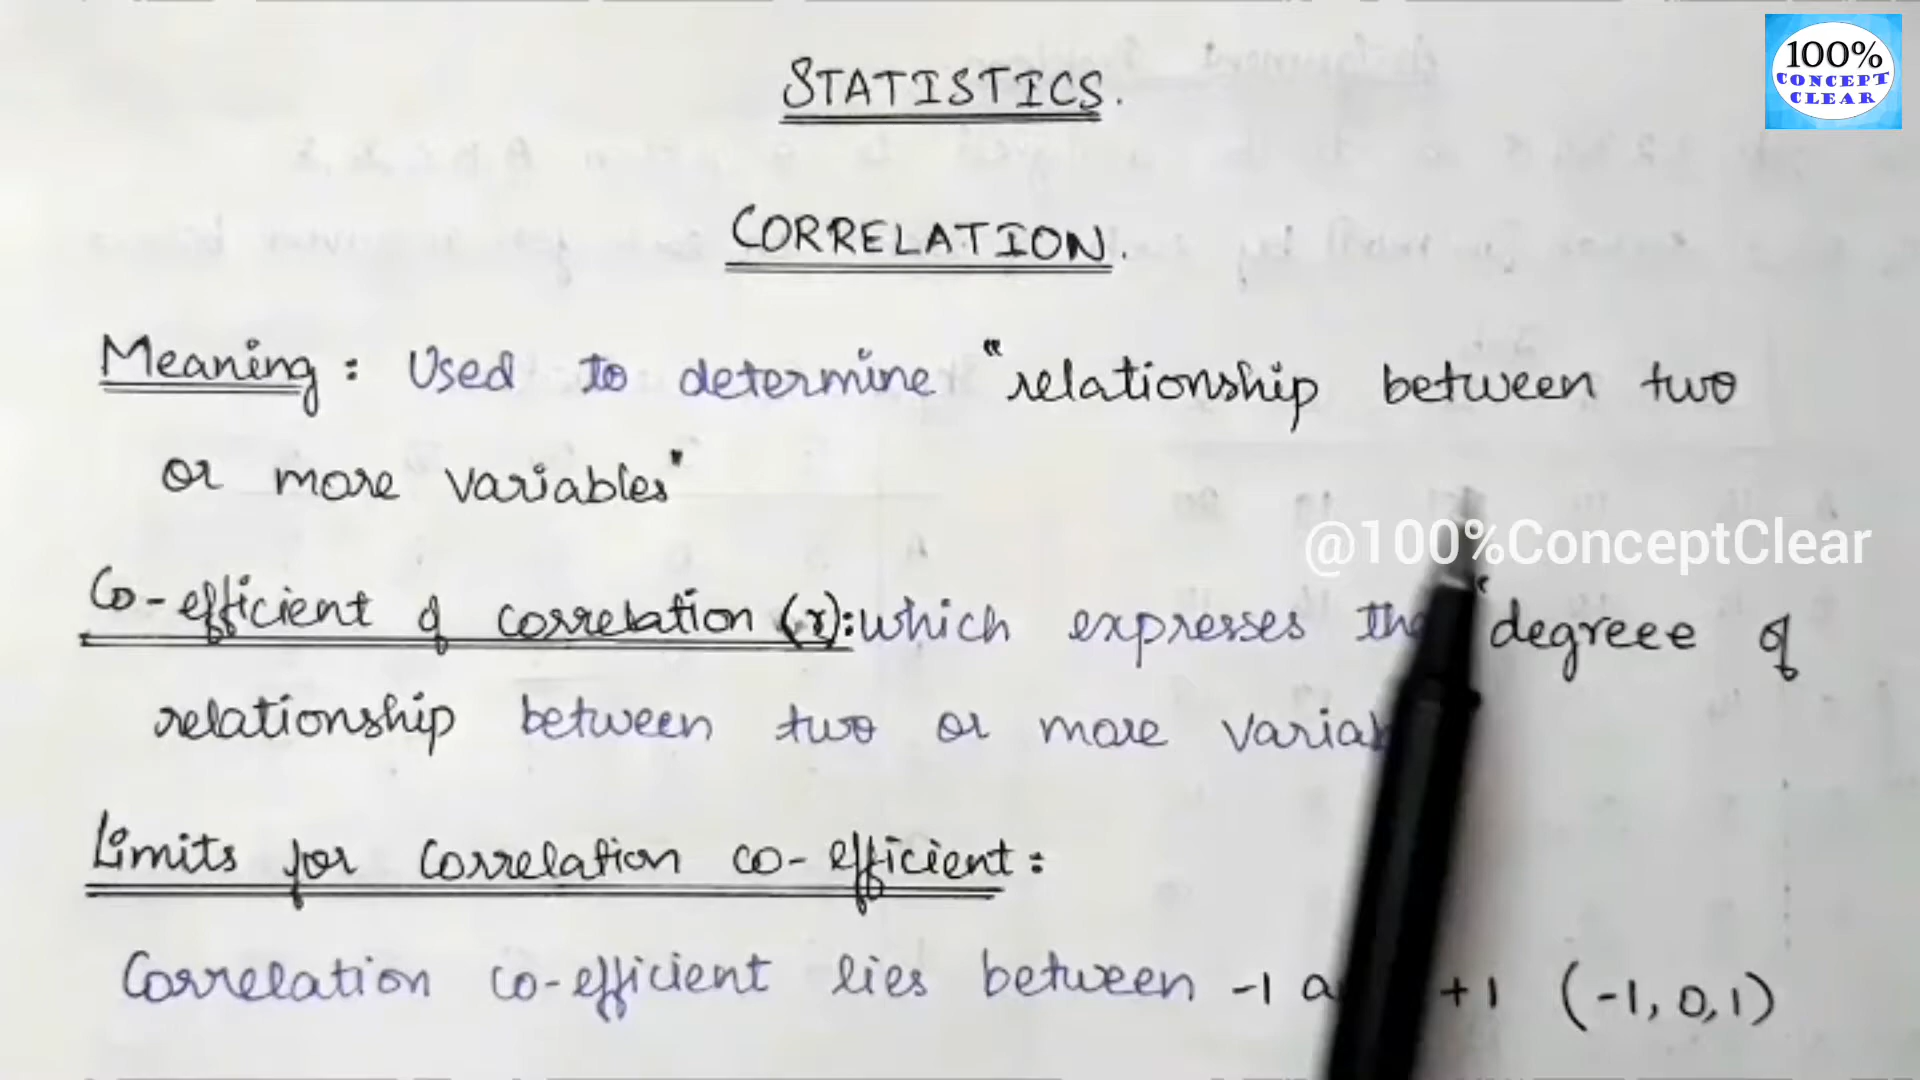 100%
CONCEPT
CLEAR
STATISTICS.
CORRELATION.
Meaning: Used to determine "relationship between two
or more variables"
@100%ConceptClear
Co-efficient of correlation (r): which expresses the "degreee of
relationship between two or more variab
Limits for Correlation co-efficient:
Correlation co-efficient lies between -1 a +1 (-1, 0, 1)